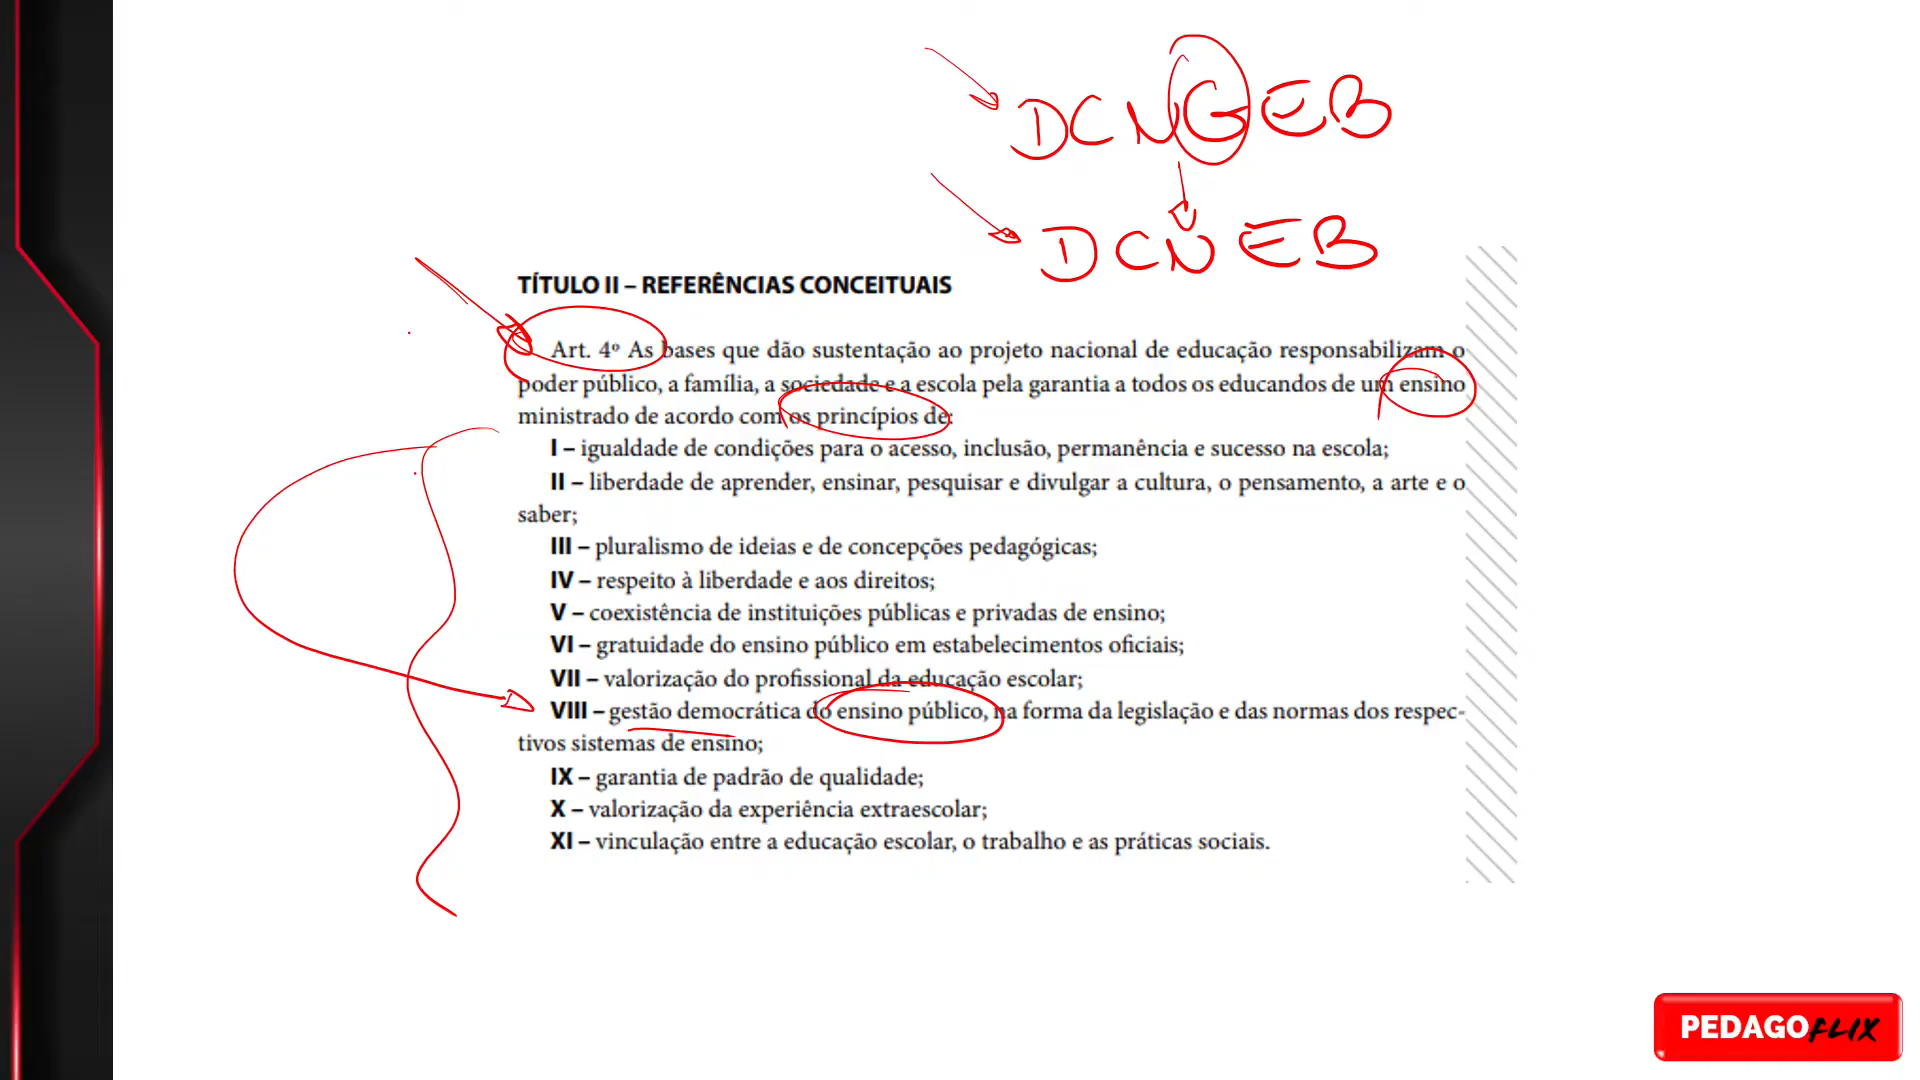 DCNGEB
DCNEB
TÍTULO II – REFERÊNCIAS CONCEITUAIS
Art. 4º As bases que dão sustentação ao projeto nacional de educação responsabilizam o
poder público, a família, a sociedade e a escola pela garantia a todos os educandos de um ensino
ministrado de acordo com os princípios de:
I – igualdade de condições para o acesso, inclusão, permanência e sucesso na escola;
II – liberdade de aprender, ensinar, pesquisar e divulgar a cultura, o pensamento, a arte e o
saber;
III – pluralismo de ideias e de concepções pedagógicas;
IV – respeito à liberdade e aos direitos;
V – coexistência de instituições públicas e privadas de ensino;
VI – gratuidade do ensino público em estabelecimentos oficiais;
VII – valorização do profissional da educação escolar;
VIII – gestão democrática do ensino público, na forma da legislação e das normas dos respec-
tivos sistemas de ensino;
IX – garantia de padrão de qualidade;
X – valorização da experiência extraescolar;
XI – vinculação entre a educação escolar, o trabalho e as práticas sociais.
PEDAGOFLIX